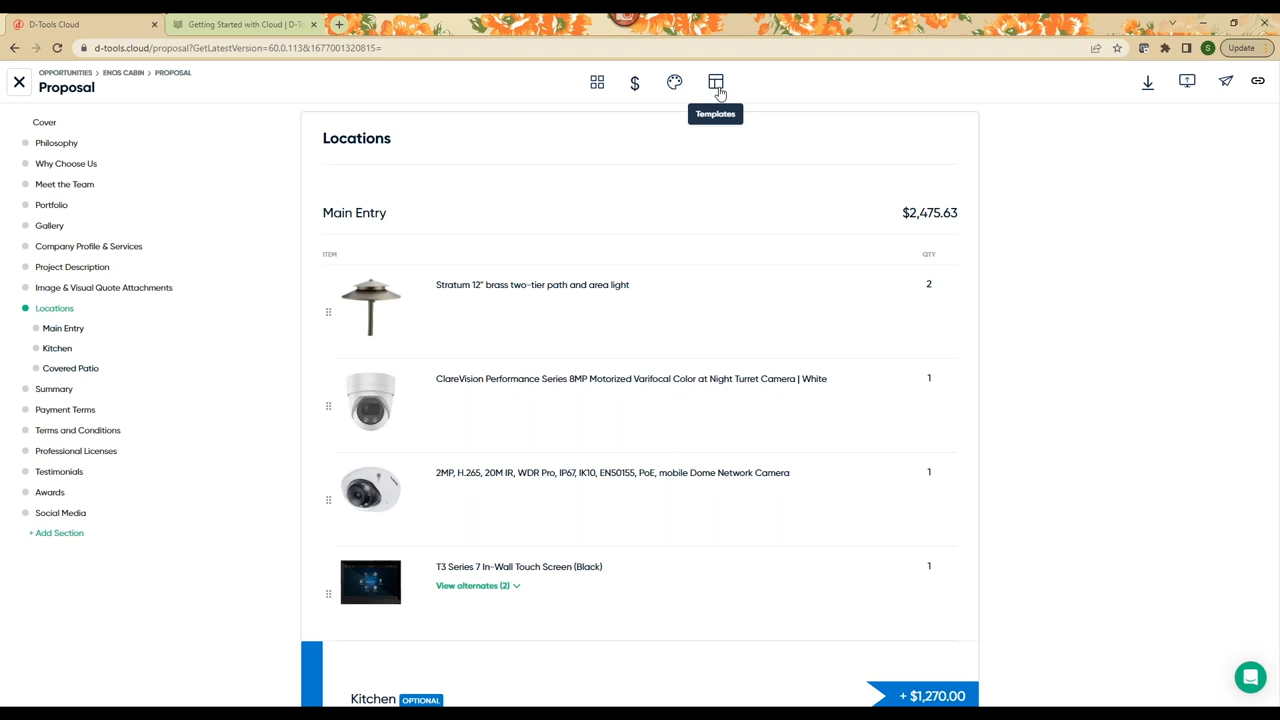 D-Tools Cloud
Getting Started with Cloud | D-T
d-tools.cloud/proposal?GetLatestVersion=60.0.113&1677001320815=
S
Update
OPPORTUNITIES > ENOS CABIN > PROPOSAL
Proposal
$
Templates
Cover
Philosophy
Why Choose Us
Meet the Team
Portfolio
Gallery
Company Profile & Services
Project Description
Image & Visual Quote Attachments
Locations
Main Entry
Kitchen
Covered Patio
Summary
Payment Terms
Terms and Conditions
Professional Licenses
Testimonials
Awards
Social Media
+ Add Section
Locations
Main Entry $2,475.63
ITEM QTY
Stratum 12" brass two-tier path and area light 2
ClareVision Performance Series 8MP Motorized Varifocal Color at Night Turret Camera | White 1
2MP, H.265, 20M IR, WDR Pro, IP67, IK10, EN50155, PoE, mobile Dome Network Camera 1
T3 Series 7 In-Wall Touch Screen (Black) 1
View alternates (2)
Kitchen OPTIONAL + $1,270.00